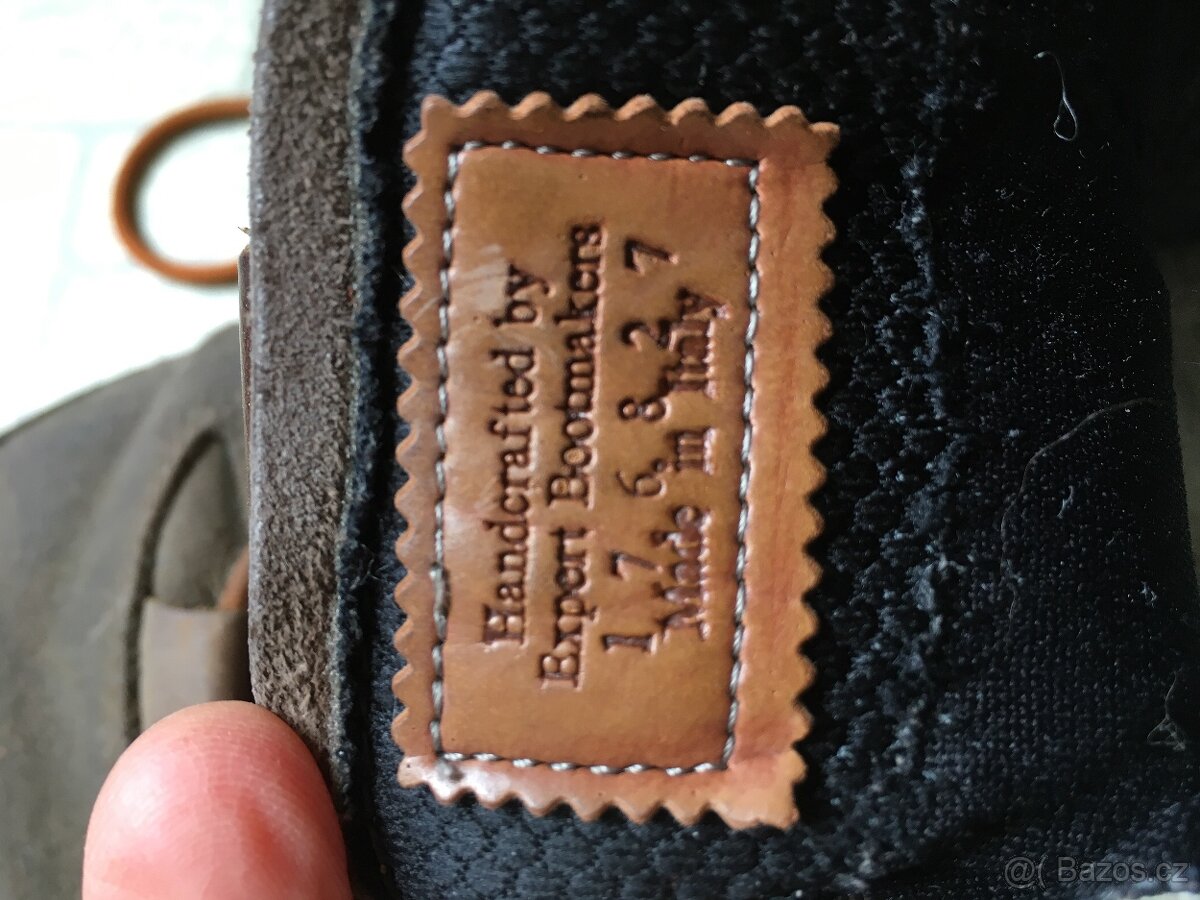 Handcrafted by
Expert Bootmakers
1 7 6 8 2 7
Made in Italy
@( Bazos.cz